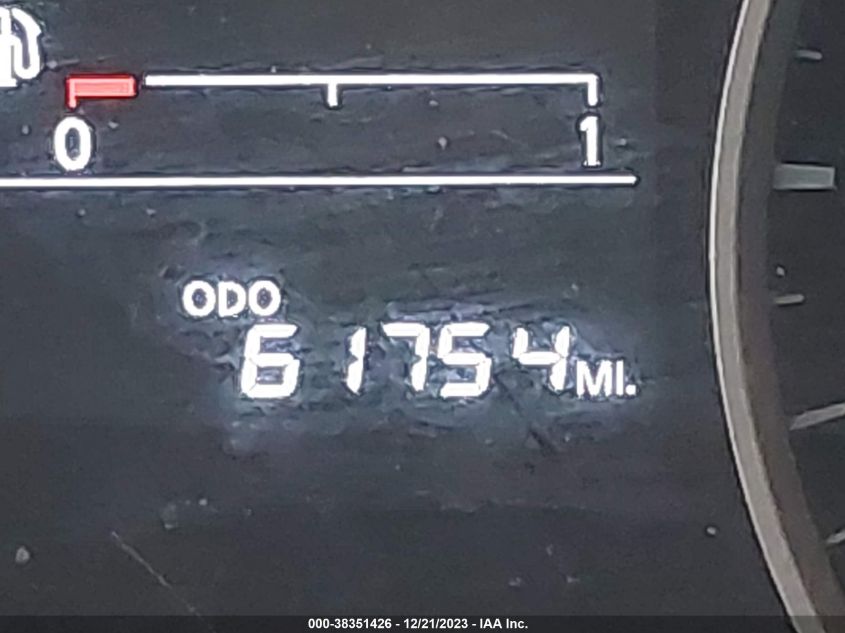 0 1
ODO
61754 MI.
000-38351426 - 12/21/2023 - IAA Inc.